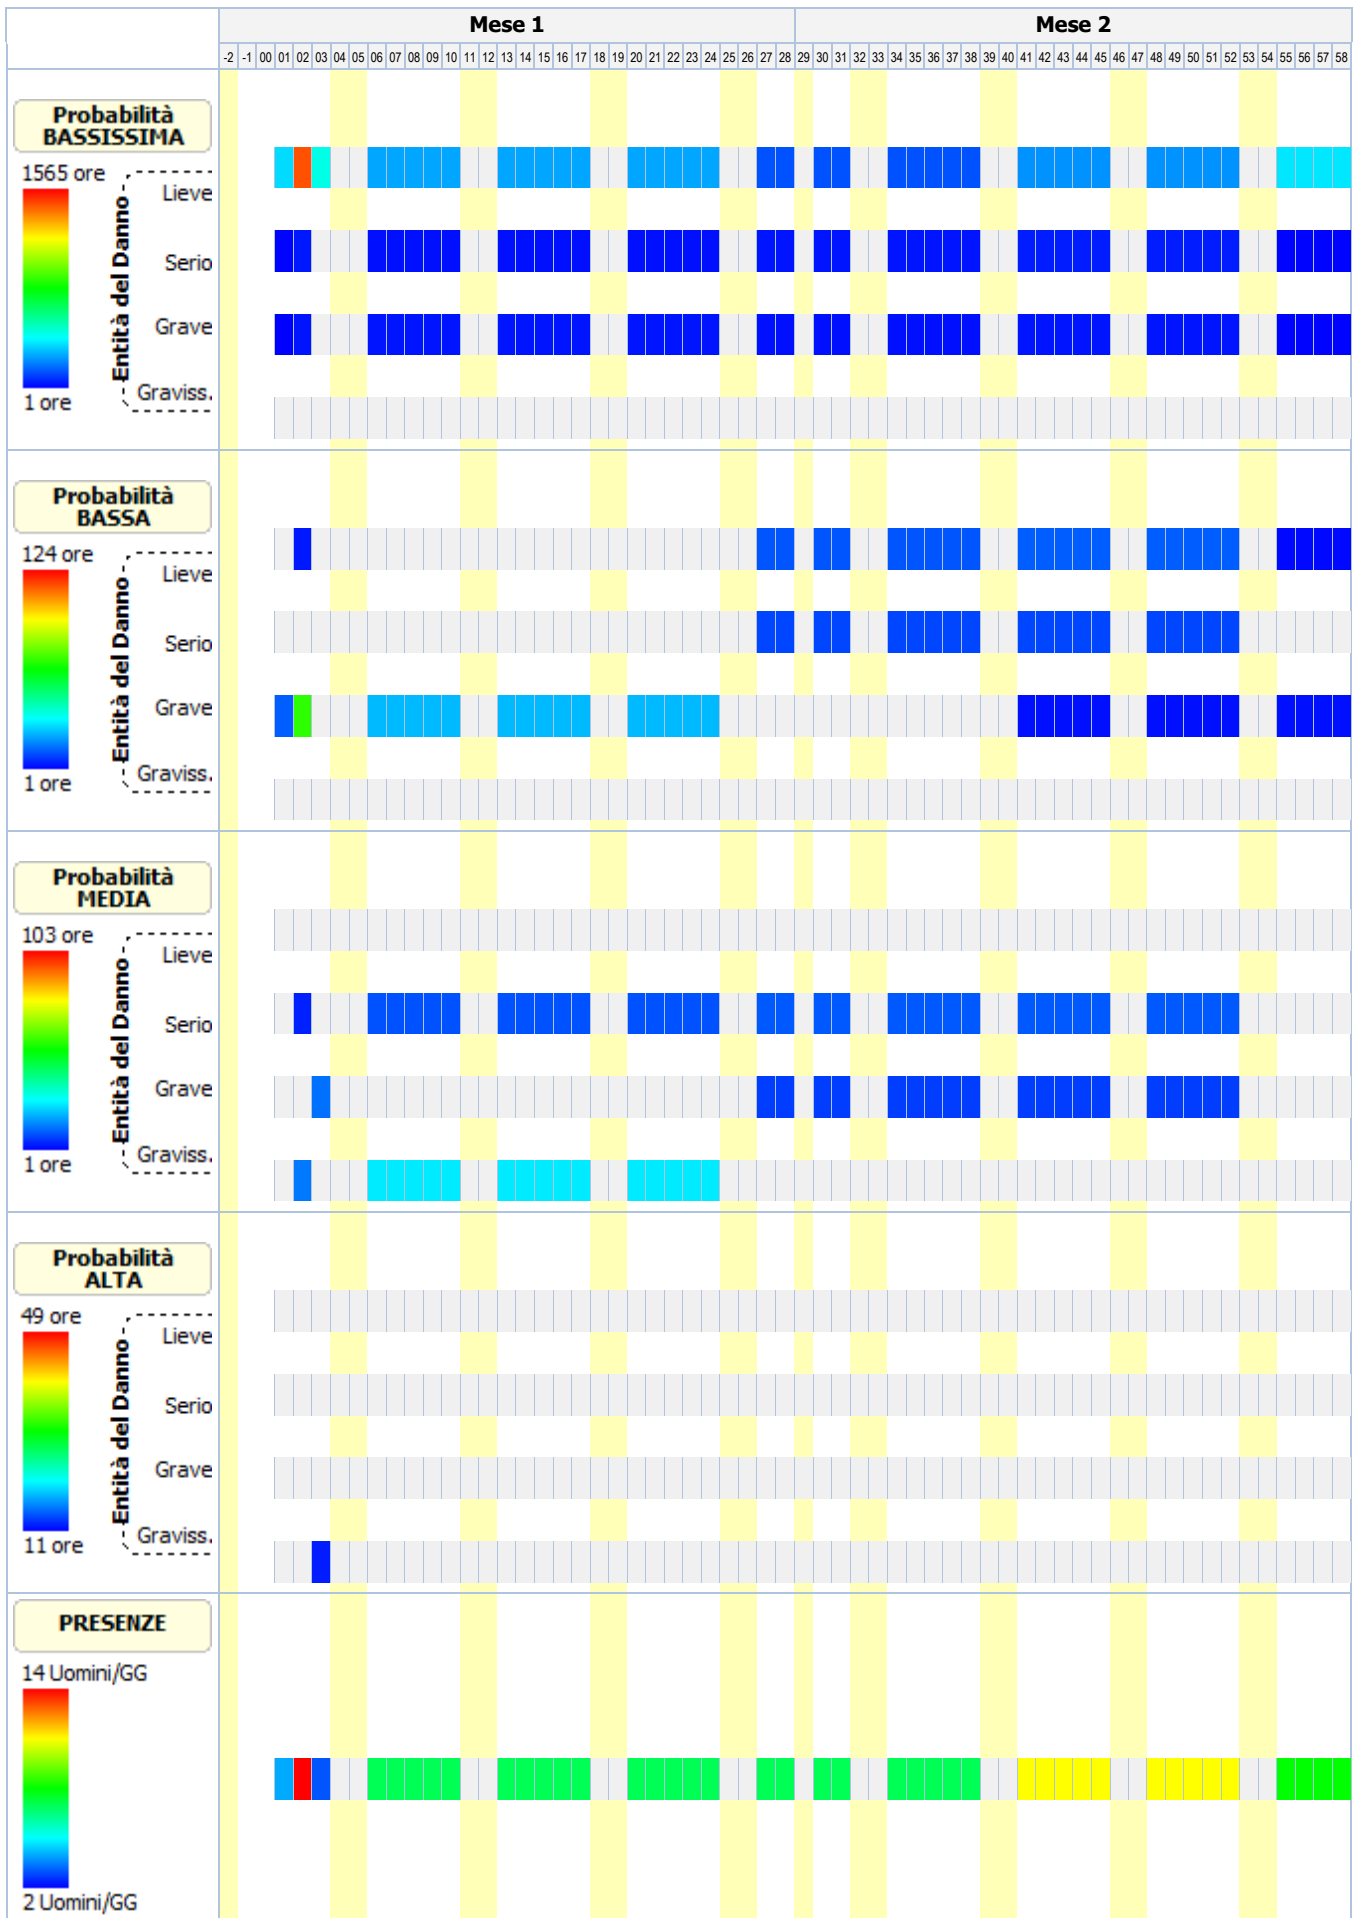 Mese 1 Mese 2
-2 -1 00 01 02 03 04 05 06 07 08 09 10 11 12 13 14 15 16 17 18 19 20 21 22 23 24 25 26 27 28 29 30 31 32 33 34 35 36 37 38 39 40 41 42 43 44 45 46 47 48 49 50 51 52 53 54 55 56 57 58
Probabilità
BASSISSIMA
1565 ore
Entità del Danno
Lieve
Serio
Grave
Graviss.
1 ore
Probabilità
BASSA
124 ore
Entità del Danno
Lieve
Serio
Grave
Graviss.
1 ore
Probabilità
MEDIA
103 ore
Entità del Danno
Lieve
Serio
Grave
Graviss.
1 ore
Probabilità
ALTA
49 ore
Entità del Danno
Lieve
Serio
Grave
Graviss.
11 ore
PRESENZE
14 Uomini/GG
2 Uomini/GG